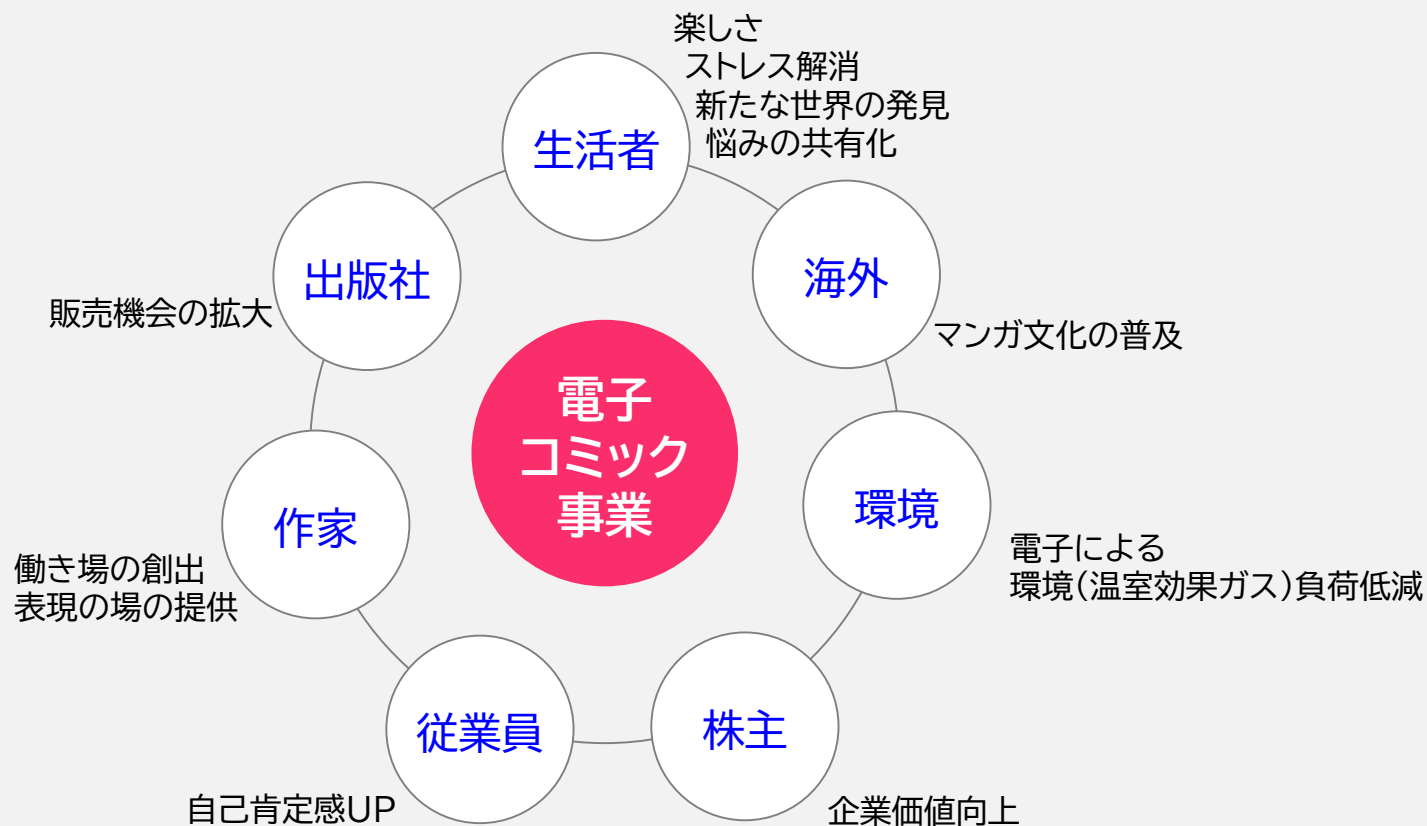 楽しさ
ストレス解消
新たな世界の発見
悩みの共有化
生活者
出版社
海外
販売機会の拡大
マンガ文化の普及
電子
コミック
事業
作家
環境
働き場の創出
表現の場の提供
電子による
環境(温室効果ガス)負荷低減
従業員
株主
自己肯定感UP
企業価値向上